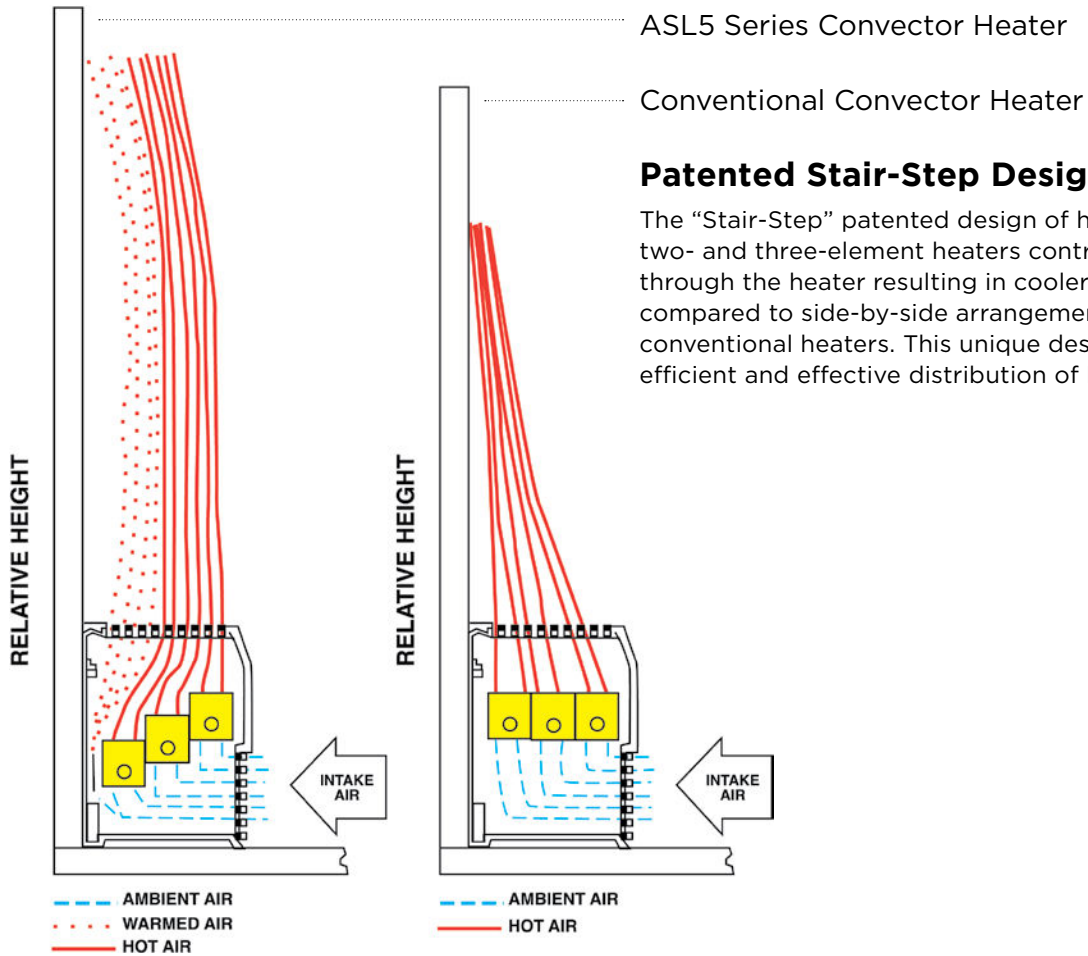 ASL5 Series Convector Heater
Conventional Convector Heater
Patented Stair-Step Desig
The “Stair-Step” patented design of h
two- and three-element heaters contr
through the heater resulting in cooler
compared to side-by-side arrangemer
conventional heaters. This unique des
efficient and effective distribution of
RELATIVE HEIGHT
RELATIVE HEIGHT
INTAKE
AIR
INTAKE
AIR
AMBIENT AIR
WARMED AIR
HOT AIR
AMBIENT AIR
HOT AIR